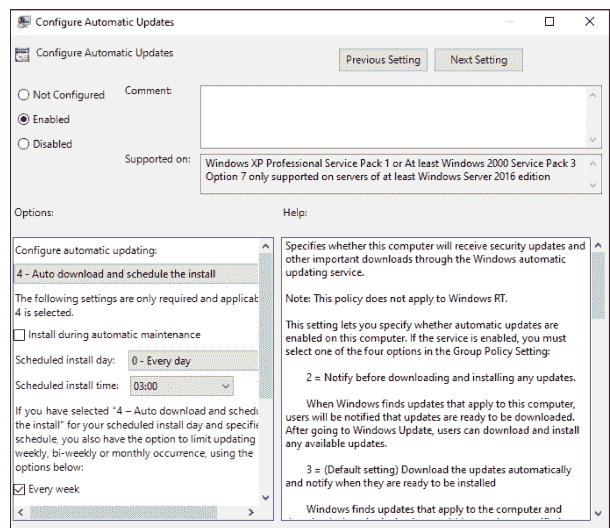 Configure Automatic Updates
Configure Automatic Updates
Previous Setting
Next Setting
Not Configured
Comment:
Enabled
Disabled
Supported on:
Windows XP Professional Service Pack 1 or At least Windows 2000 Service Pack 3
Option 7 only supported on servers of at least Windows Server 2016 edition
Options:
Help:
Configure automatic updating:
4 - Auto download and schedule the install
The following settings are only required and applicab
4 is selected.
Install during automatic maintenance
Scheduled install day:
0 - Every day
Scheduled install time:
03:00
If you have selected "4 – Auto download and schedu
the install" for your scheduled install day and specifie
schedule, you also have the option to limit updating
weekly, bi-weekly or monthly occurrence, using the
options below:
Every week
Specifies whether this computer will receive security updates and
other important downloads through the Windows automatic
updating service.
Note: This policy does not apply to Windows RT.
This setting lets you specify whether automatic updates are
enabled on this computer. If the service is enabled, you must
select one of the four options in the Group Policy Setting:
2 = Notify before downloading and installing any updates.
When Windows finds updates that apply to this computer,
users will be notified that updates are ready to be downloaded.
After going to Windows Update, users can download and install
any available updates.
3 = (Default setting) Download the updates automatically
and notify when they are ready to be installed
Windows finds updates that apply to the computer and